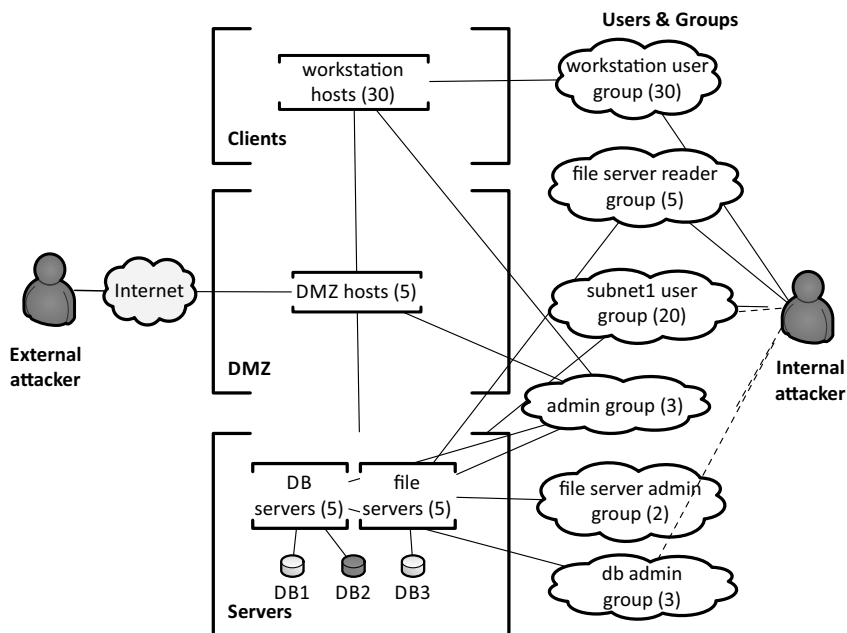 Users & Groups
workstation
hosts (30)
Clients
workstation user
group (30)
file server reader
group (5)
Internet
External
attacker
DMZ hosts (5)
DMZ
subnet1 user
group (20)
Internal
attacker
admin group (3)
DB
servers (5)
file
servers (5)
file server admin
group (2)
DB1
DB2
DB3
Servers
db admin
group (3)